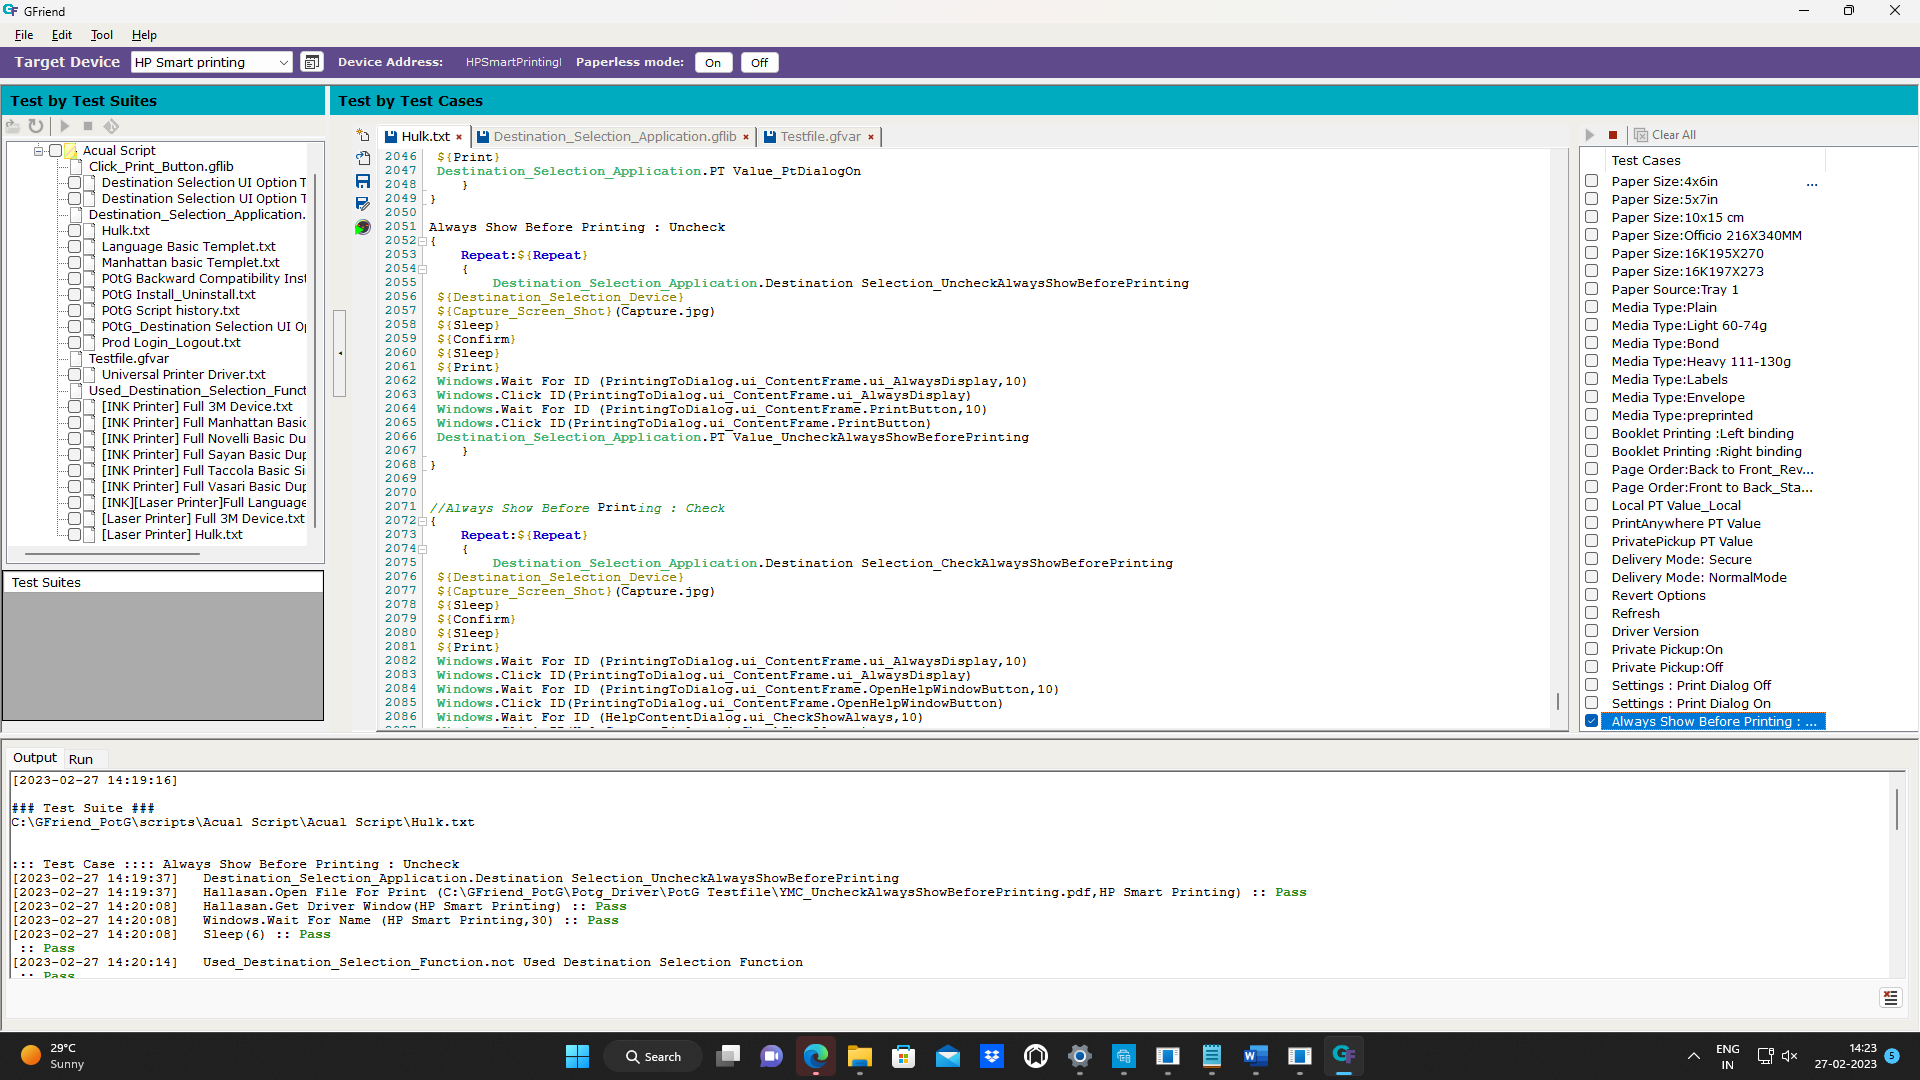 GFriend
File Edit Tool Help
Target Device HP Smart printing Device Address: HPSmartPrintingI Paperless mode: On Off
Test by Test Suites
Acual Script
Click_Print_Button.gflib
Destination Selection UI Option T
Destination Selection UI Option T
Destination_Selection_Application.
Hulk.txt
Language Basic Templet.txt
Manhattan basic Templet.txt
POtG Backward Compatibility Inst
POtG Install_Uninstall.txt
POtG Script history.txt
POtG_Destination Selection UI Op
Prod Login_Logout.txt
Testfile.gfvar
Universal Printer Driver.txt
Used_Destination_Selection_Funct
[INK Printer] Full 3M Device.txt
[INK Printer] Full Manhattan Basic
[INK Printer] Full Novelli Basic Du
[INK Printer] Full Sayan Basic Dup
[INK Printer] Full Taccola Basic Si
[INK Printer] Full Vasari Basic Dup
[INK][Laser Printer]Full Language
[Laser Printer] Full 3M Device.txt
[Laser Printer] Hulk.txt
Test Suites
Test by Test Cases
Hulk.txt Destination_Selection_Application.gflib Testfile.gfvar
2046 ${Print}
2047 Destination_Selection_Application.PT Value_PtDialogOn
2048 }
2049 }
2050
2051 Always Show Before Printing : Uncheck
2052 {
2053 Repeat:${Repeat}
2054 {
2055 Destination_Selection_Application.Destination Selection_UncheckAlwaysShowBeforePrinting
2056 ${Destination_Selection_Device}
2057 ${Capture_Screen_Shot}(Capture.jpg)
2058 ${Sleep}
2059 ${Confirm}
2060 ${Sleep}
2061 ${Print}
2062 Windows.Wait For ID (PrintingToDialog.ui_ContentFrame.ui_AlwaysDisplay,10)
2063 Windows.Click ID(PrintingToDialog.ui_ContentFrame.ui_AlwaysDisplay)
2064 Windows.Wait For ID (PrintingToDialog.ui_ContentFrame.PrintButton,10)
2065 Windows.Click ID(PrintingToDialog.ui_ContentFrame.PrintButton)
2066 Destination_Selection_Application.PT Value_UncheckAlwaysShowBeforePrinting
2067 }
2068 }
2069
2070
2071 //Always Show Before Printing : Check
2072 {
2073 Repeat:${Repeat}
2074 {
2075 Destination_Selection_Application.Destination Selection_CheckAlwaysShowBeforePrinting
2076 ${Destination_Selection_Device}
2077 ${Capture_Screen_Shot}(Capture.jpg)
2078 ${Sleep}
2079 ${Confirm}
2080 ${Sleep}
2081 ${Print}
2082 Windows.Wait For ID (PrintingToDialog.ui_ContentFrame.ui_AlwaysDisplay,10)
2083 Windows.Click ID(PrintingToDialog.ui_ContentFrame.ui_AlwaysDisplay)
2084 Windows.Wait For ID (PrintingToDialog.ui_ContentFrame.OpenHelpWindowButton,10)
2085 Windows.Click ID(PrintingToDialog.ui_ContentFrame.OpenHelpWindowButton)
2086 Windows.Wait For ID (HelpContentDialog.ui_CheckShowAlways,10)
Clear All
Test Cases
Paper Size:4x6in ...
Paper Size:5x7in
Paper Size:10x15 cm
Paper Size:Officio 216X340MM
Paper Size:16K195X270
Paper Size:16K197X273
Paper Source:Tray 1
Media Type:Plain
Media Type:Light 60-74g
Media Type:Bond
Media Type:Heavy 111-130g
Media Type:Labels
Media Type:Envelope
Media Type:preprinted
Booklet Printing :Left binding
Booklet Printing :Right binding
Page Order:Back to Front_Rev...
Page Order:Front to Back_Sta...
Local PT Value_Local
PrintAnywhere PT Value
PrivatePickup PT Value
Delivery Mode: Secure
Delivery Mode: NormalMode
Revert Options
Refresh
Driver Version
Private Pickup:On
Private Pickup:Off
Settings : Print Dialog Off
Settings : Print Dialog On
Always Show Before Printing : ...
Output Run
[2023-02-27 14:19:16]
### Test Suite ###
C:\GFriend_PotG\scripts\Acual Script\Acual Script\Hulk.txt
::: Test Case :::: Always Show Before Printing : Uncheck
[2023-02-27 14:19:37] Destination_Selection_Application.Destination Selection_UncheckAlwaysShowBeforePrinting
[2023-02-27 14:19:37] Hallasan.Open File For Print (C:\GFriend_PotG\Potg_Driver\PotG Testfile\YMC_UncheckAlwaysShowBeforePrinting.pdf,HP Smart Printing) :: Pass
[2023-02-27 14:20:08] Hallasan.Get Driver Window(HP Smart Printing) :: Pass
[2023-02-27 14:20:08] Windows.Wait For Name (HP Smart Printing,30) :: Pass
[2023-02-27 14:20:08] Sleep(6) :: Pass
:: Pass
[2023-02-27 14:20:14] Used_Destination_Selection_Function.not Used Destination Selection Function
:: Pass
29°C
Sunny
Search
ENG
IN
14:23
27-02-2023
5